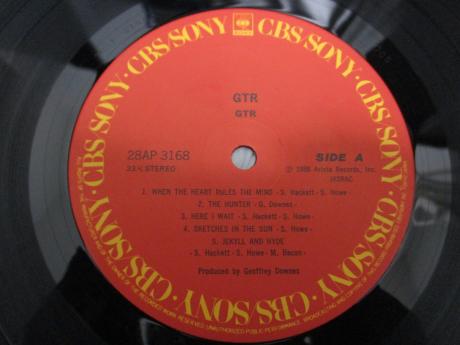 CBS SONY · CBS SONY · CBS SONY · CBS SONY · CBS SONY · CBS SONY · CBS SONY
GTR
GTR
28AP 3168
SIDE A
33⅓ STEREO
℗ 1986 Arista Records, Inc.
JASRAC
1. WHEN THE HEART RULES THE MIND -S. Hackett -S. Howe-
2. THE HUNTER -G. Downes-
3. HERE I WAIT -S. Hackett -S. Howe-
4. SKETCHES IN THE SUN -S. Howe-
5. JEKYLL AND HYDE
-S. Hackett -S. Howe- M. Bacon-
Produced by Geoffrey Downes